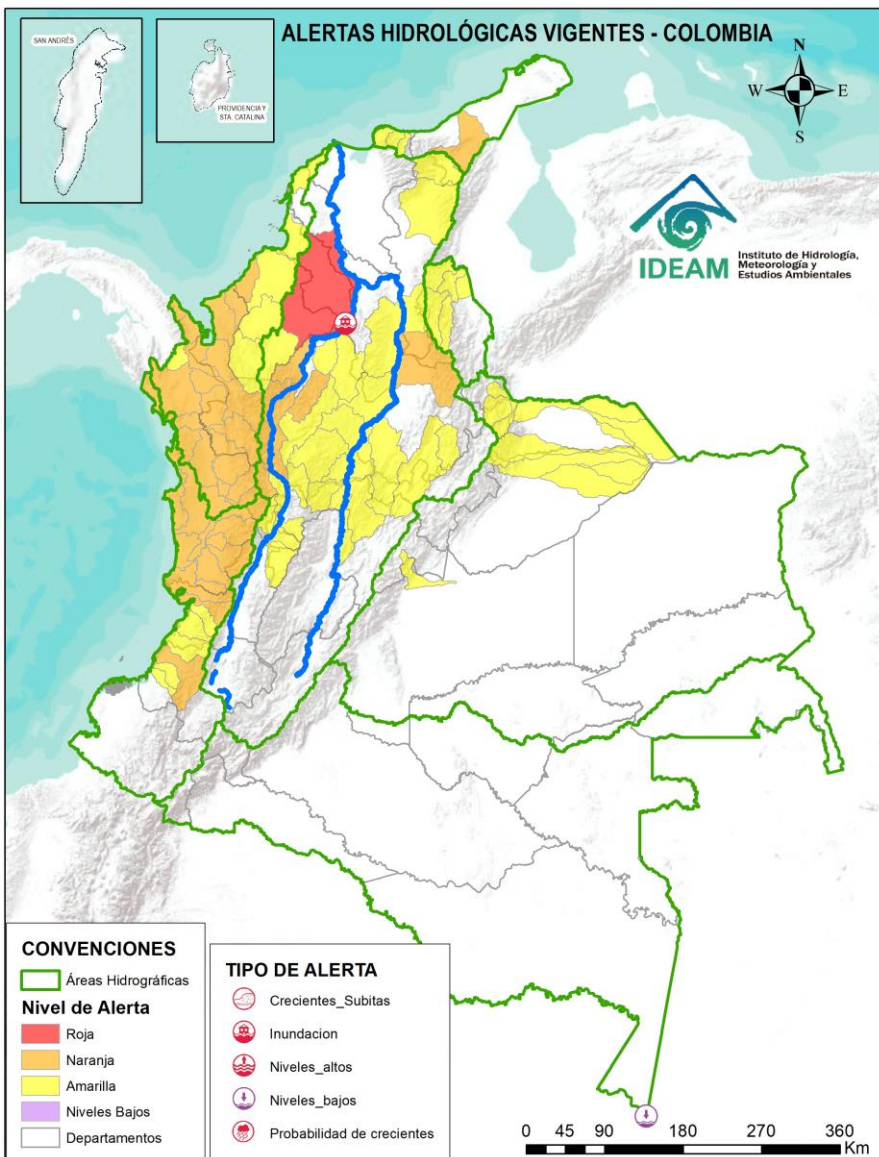 ALERTAS HIDROLÓGICAS VIGENTES - COLOMBIA
SAN ANDRÉS
PROVIDENCIA Y
STA. CATALINA
N
W
E
S
IDEAM
Instituto de Hidrología,
Meteorología y
Estudios Ambientales
CONVENCIONES
Áreas Hidrográficas
Nivel de Alerta
Roja
Naranja
Amarilla
Niveles Bajos
Departamentos
TIPO DE ALERTA
Crecientes_Subitas
Inundacion
Niveles_altos
Niveles_bajos
Probabilidad de crecientes
0 45 90 180 270 360
Km